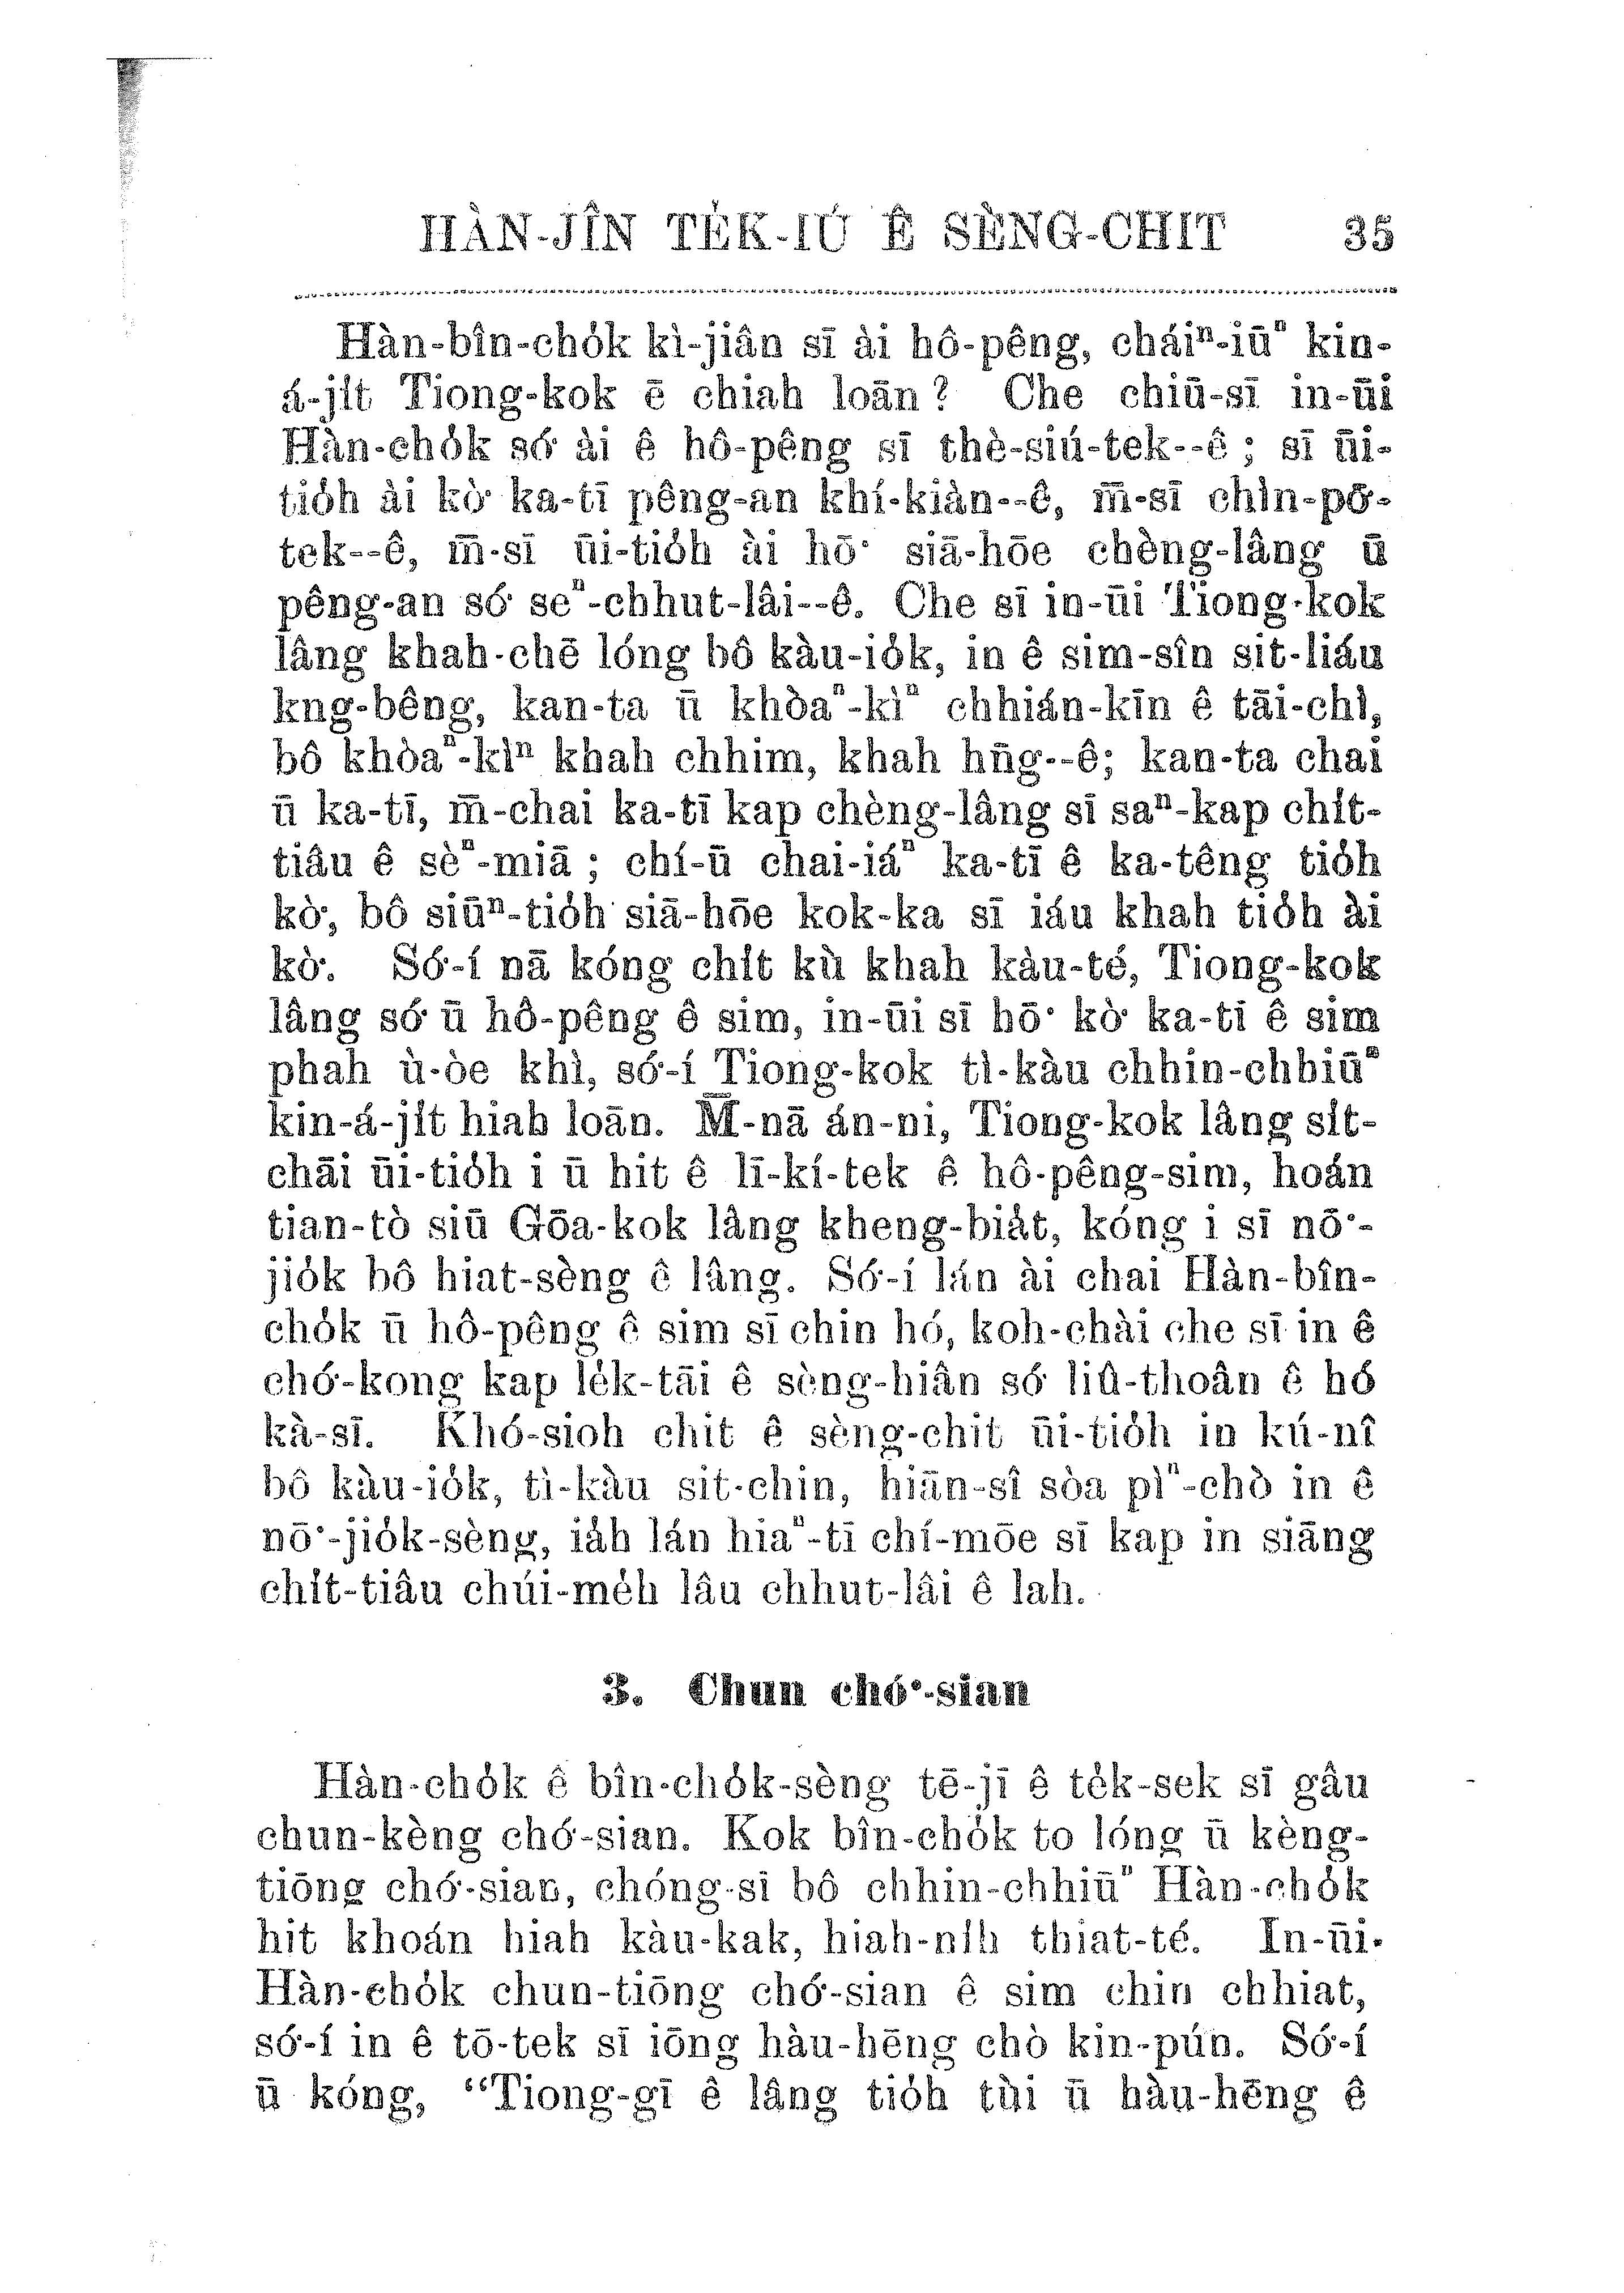 HÀN-JÎN TE̍K-IÚ Ê SÈNG-CHIT 35
Hàn-bîn-cho̍k kì-jiân sī ài hô-pêng, cháiⁿ-iūⁿ kin-
á-ji̍t Tiong-kok ē chiah loān? Che chiū-sī in-ūi
Hàn-cho̍k só͘ ài ê hô-pêng sī thè-siú-tek--ê; sī ūi-
tio̍h ài kò͘ ka-tī pêng-an khí-kiàn--ê, m̄-sī chìn-pō͘-
tek--ê, m̄-sī ūi-tio̍h ài hō͘ siā-hōe chèng-lâng ū
pêng-an só͘ seⁿ-chhut-lâi--ê. Che sī in-ūi Tiong-kok
lâng khah-chē lóng bô kàu-io̍k, in ê sim-sîn sit-liáu
kng-bêng, kan-ta ū khòaⁿ-kìⁿ chhián-kīn ê tāi-chì,
bô khòaⁿ-kìⁿ khah chhim, khah hn̄g--ê; kan-ta chai
ū ka-tī, m̄-chai ka-tī kap chèng-lâng sī saⁿ-kap chi̍t-
tiâu ê sèⁿ-miā; chí-ū chai-iáⁿ ka-tī ê ka-têng tio̍h
kò͘, bô siūⁿ-tio̍h siā-hōe kok-ka sī iáu khah tio̍h ài
kò͘. Só͘-í nā kóng chi̍t kù khah kàu-té, Tiong-kok
lâng só͘ ū hô-pêng ê sim, in-ūi sī hō͘ kò͘ ka-tī ê sim
phah ù-òe khì, só͘-í Tiong-kok tì-kàu chhin-chhiūⁿ
kin-á-ji̍t hiah loān. M̄-nā án-ni, Tiong-kok lâng si̍t-
chāi ūi-tio̍h i ū hit ê lī-kí-tek ê hô-pêng-sim, hoán
tian-tò siū Gōa-kok lâng kheng-bia̍t, kóng i sī nō͘-
jio̍k bô hiat-sèng ê lâng. Só͘-í lán ài chai Hàn-bîn-
cho̍k ū hô-pêng ê sim sī chin hó, koh-chài che sī in ê
chó͘-kong kap le̍k-tāi ê sèng-hiân só͘ liû-thoân ê hó
kà-sī. Khó-sioh chit ê sèng-chit ūi-tio̍h in kú-nî
bô kàu-io̍k, tì-kàu sit-chin, hiān-sî sòa pìⁿ-chò in ê
nō͘-jio̍k-sèng, ia̍h lán hiaⁿ-tī chí-mōe sī kap in siāng
chi̍t-tiâu chúi-me̍h lâu chhut-lâi ê lah.
3. Chun chó͘-sian
Hàn-cho̍k ê bîn-cho̍k-sèng tē-jī ê te̍k-sek sī gâu
chun-kèng chó͘-sian. Kok bîn-cho̍k to lóng ū kèng-
tiōng chó͘-sian, chóng-sī bô chhin-chhiūⁿ Hàn-cho̍k
hit khoán hiah kàu-kak, hiah-ni̍h thiat-té. In-ūi-
Hàn-cho̍k chun-tiōng chó͘-sian ê sim chin chhiat,
só͘-í in ê tō-tek sī iōng hàu-hēng chò kin-pún. Só͘-í
ū kóng, “Tiong-gī ê lâng tio̍h tùi ū hàu-hēng ê